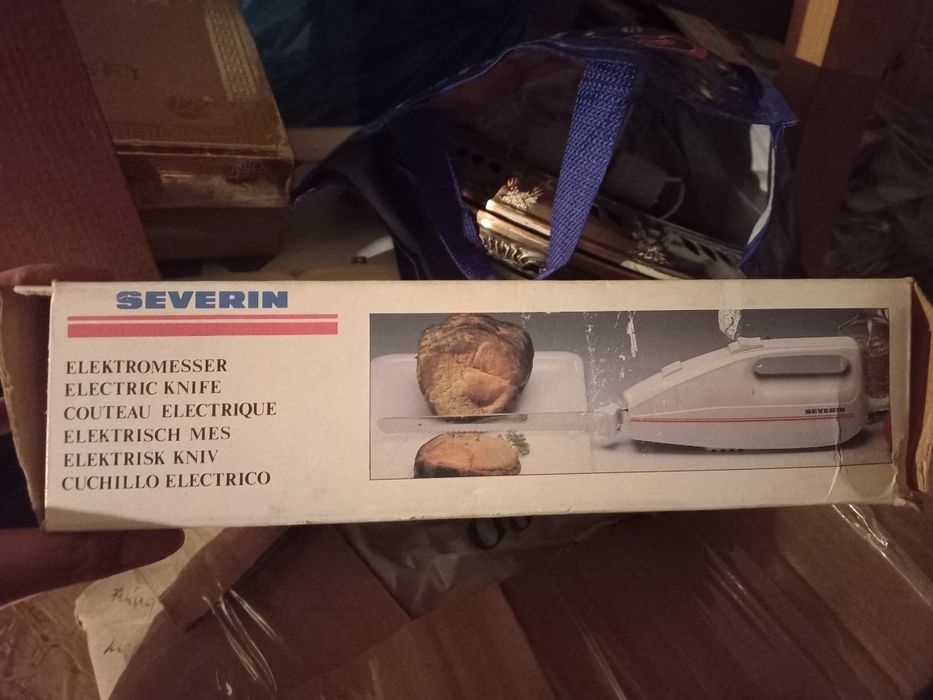 SEVERIN
ELEKTROMESSER
ELECTRIC KNIFE
COUTEAU ELECTRIQUE
ELEKTRISCH MES
ELEKTRISK KNIV
CUCHILLO ELECTRICO
SEVERIN